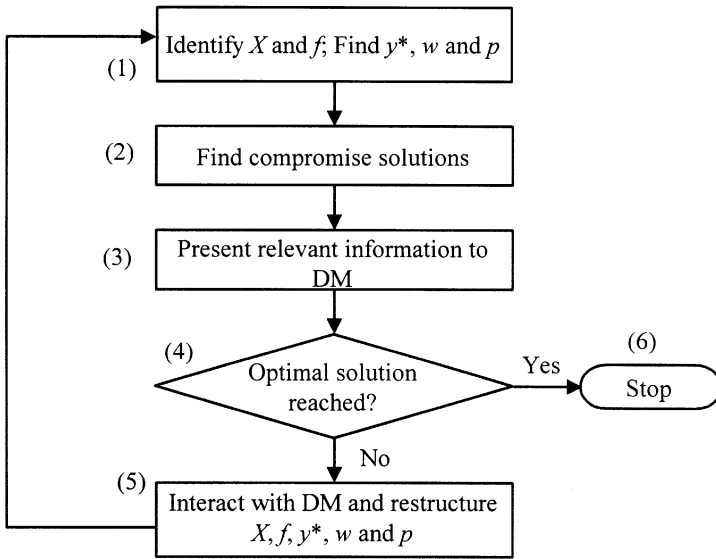 (1)
Identify X and f; Find y*, w and p
(2)
Find compromise solutions
(3)
Present relevant information to
DM
(4)
Optimal solution
reached?
Yes
(6)
Stop
No
(5)
Interact with DM and restructure
X, f, y*, w and p